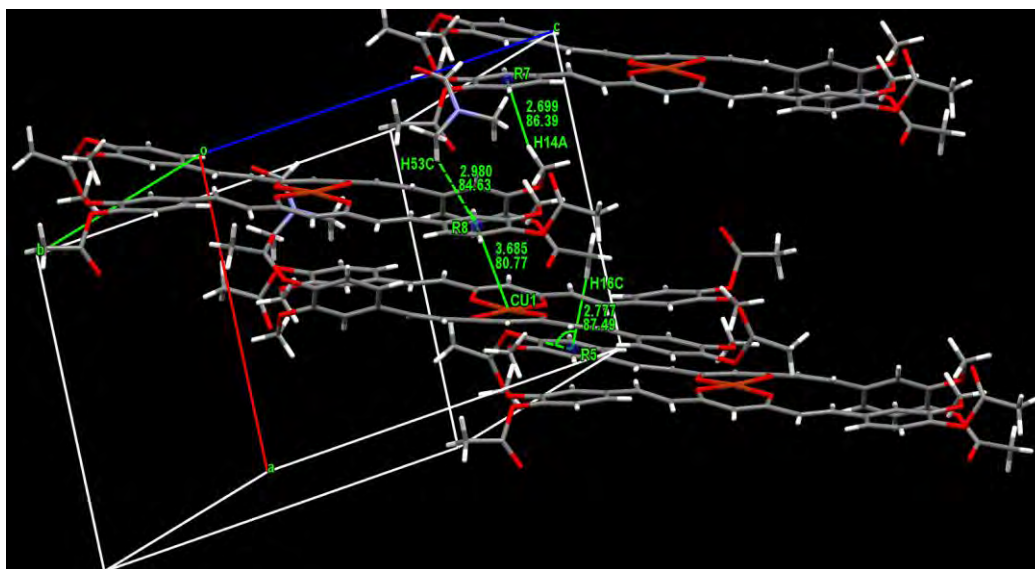 c
R7
2.699
86.39
H14A
o
H53C
2.980
84.63
R8
b
3.685
80.77
CU1
H16C
2.777
87.49
R5
a